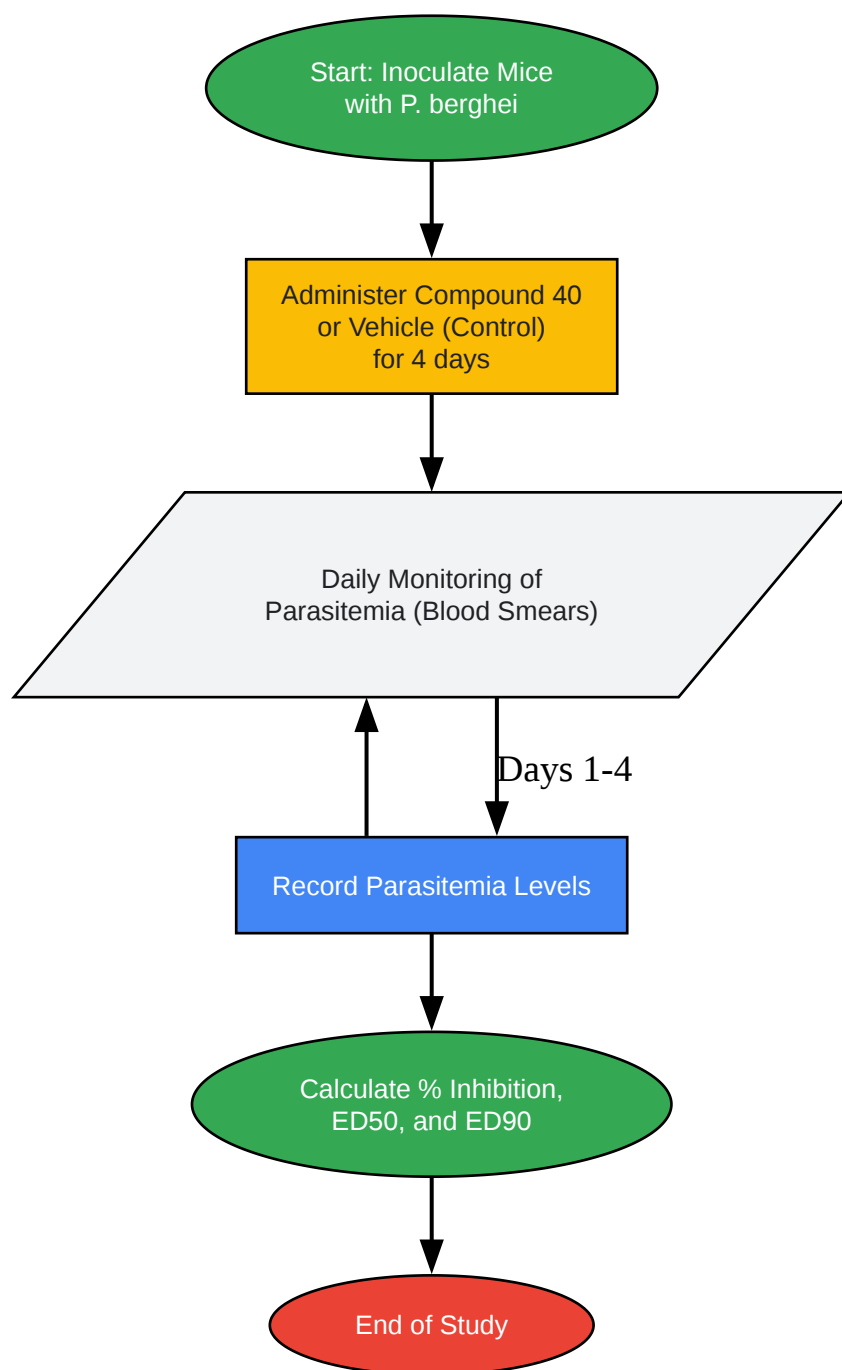 Start: Inoculate Mice
with P. berghei
Administer Compound 40
or Vehicle (Control)
for 4 days
Daily Monitoring of
Parasitemia (Blood Smears)
Days 1-4
Record Parasitemia Levels
Calculate % Inhibition,
ED50, and ED90
End of Study